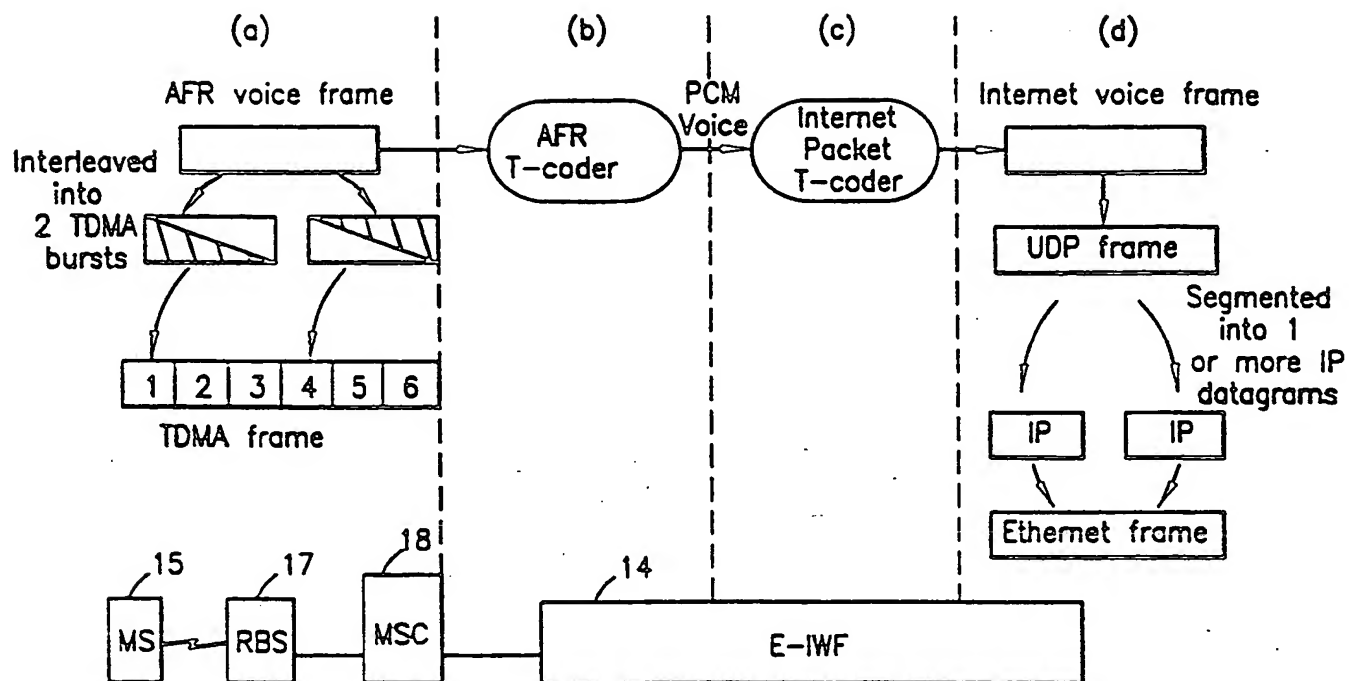 (a)
(b)
(c)
(d)
AFR voice frame
Interleaved
into
2 TDMA
bursts
1 2 3 4 5 6
TDMA frame
AFR
T-coder
PCM
Voice
Internet
Packet
T-coder
Internet voice frame
UDP frame
Segmented
into 1
or more IP
datagrams
IP
IP
Ethernet frame
15
17
18
14
MS
RBS
MSC
E-IWF